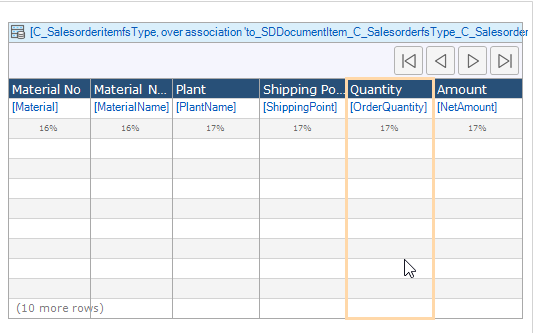 [C_SalesorderitemfsType, over association 'to_SDDocumentItem_C_SalesorderfsType_C_Salesorder
Material No Material N... Plant Shipping Po... Quantity Amount
[Material] [MaterialName] [PlantName] [ShippingPoint] [OrderQuantity] [NetAmount]
16% 16% 17% 17% 17% 17%
(10 more rows)